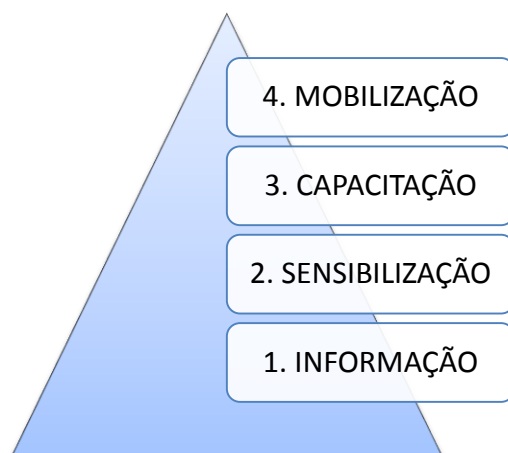 4. MOBILIZAÇÃO
3. CAPACITAÇÃO
2. SENSIBILIZAÇÃO
1. INFORMAÇÃO